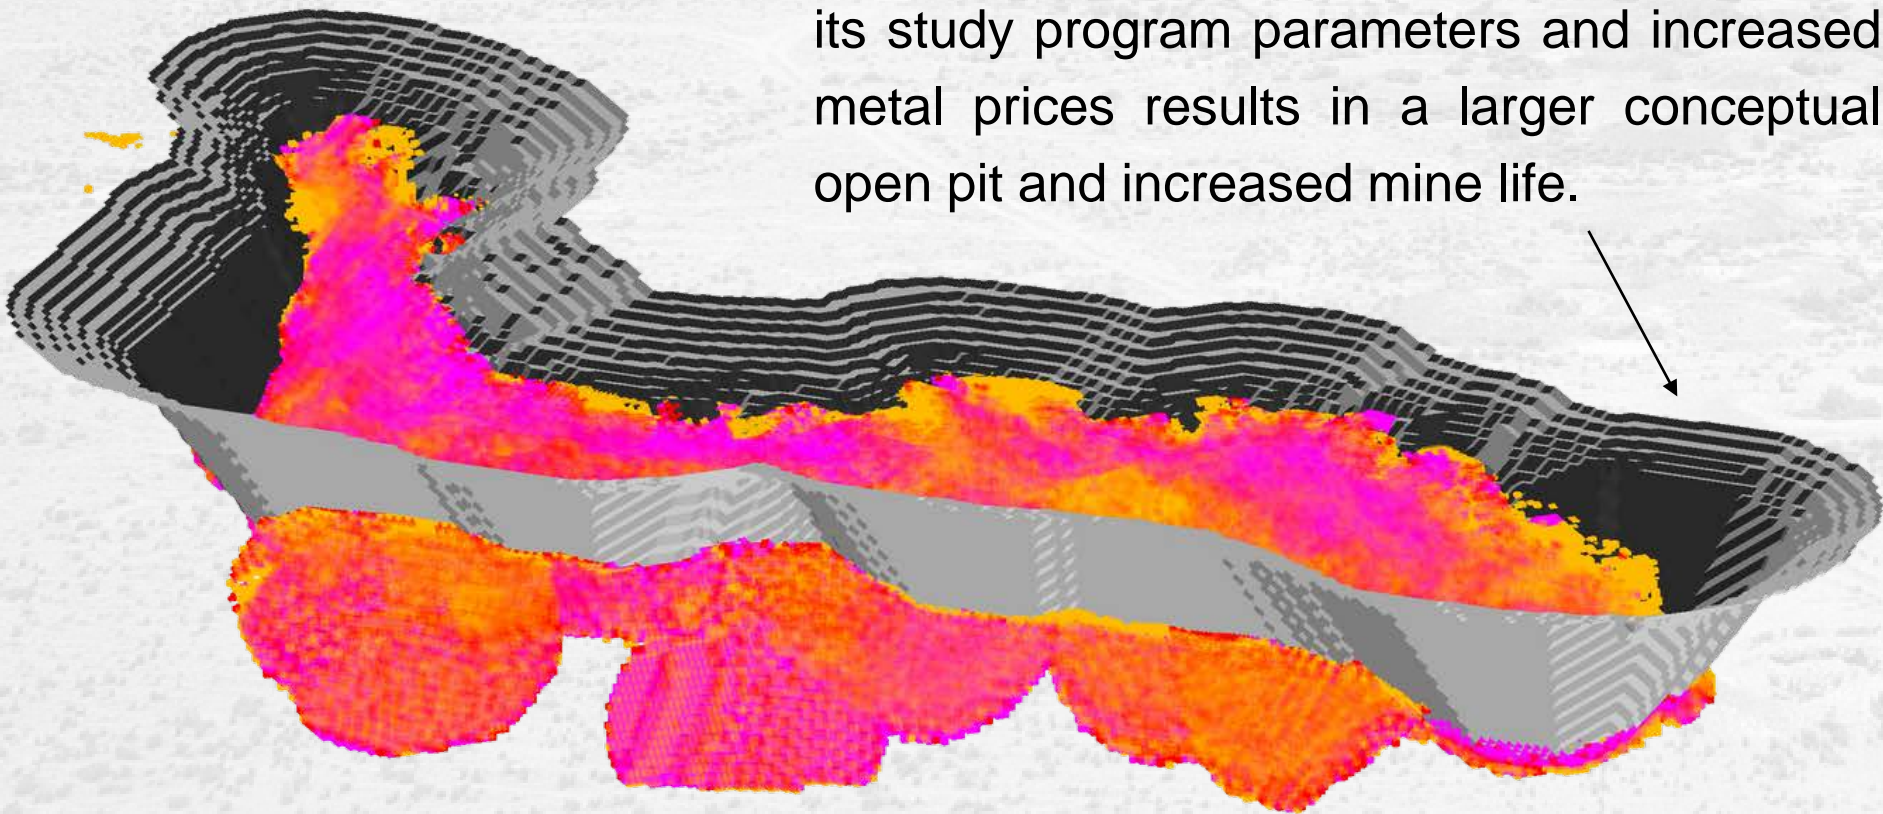 its study program parameters and increased
metal prices results in a larger conceptual
open pit and increased mine life.